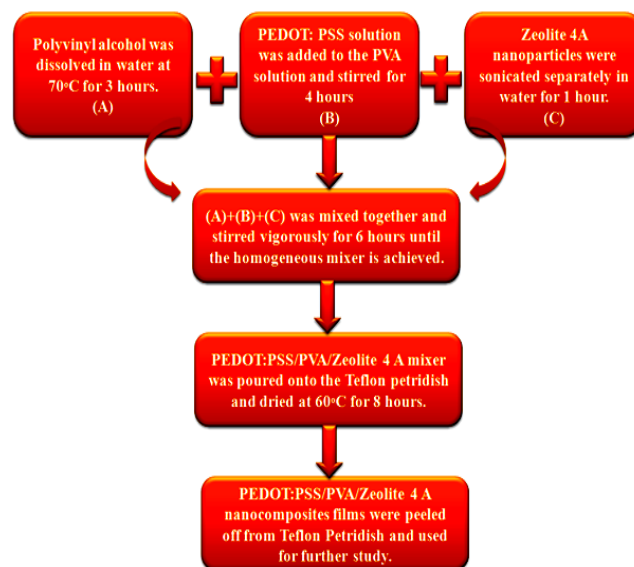 Polyvinyl alcohol was
dissolved in water at
70°C for 3 hours.
(A)
PEDOT: PSS solution
was added to the PVA
solution and stirred for
4 hours
(B)
Zeolite 4A
nanoparticles were
sonicated separately in
water for 1 hour.
(C)
(A)+(B)+(C) was mixed together and
stirred vigorously for 6 hours until
the homogeneous mixer is achieved.
PEDOT:PSS/PVA/Zeolite 4 A mixer
was poured onto the Teflon petridish
and dried at 60°C for 8 hours.
PEDOT:PSS/PVA/Zeolite 4 A
nanocomposites films were peeled
off from Teflon Petridish and used
for further study.